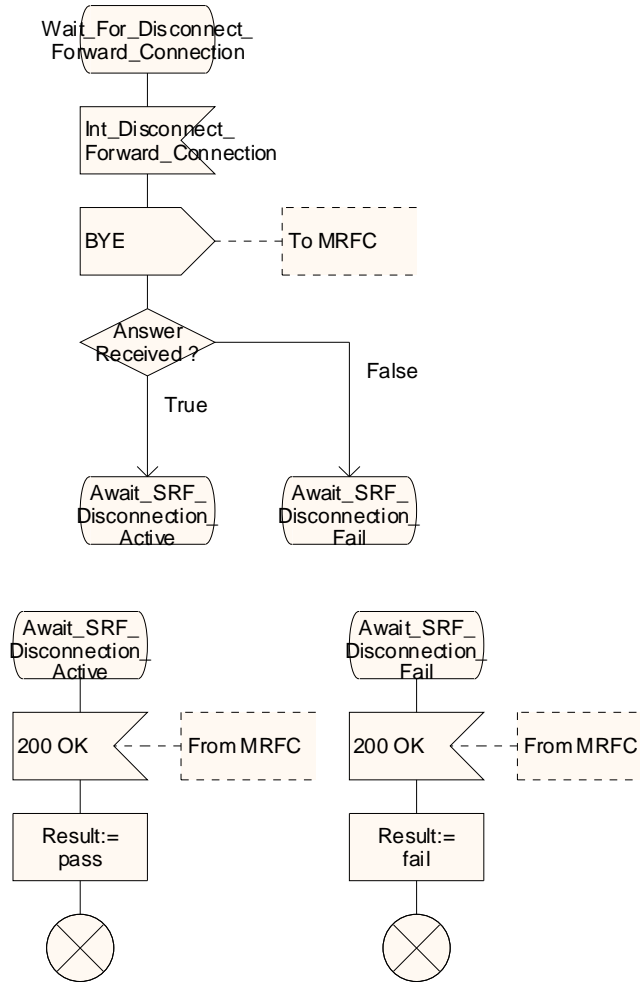 Wait_For_Disconnect_
Forward_Connection
Int_Disconnect_
Forward_Connection
BYE
To MRFC
Answer
Received ?
False
True
Await_SRF_
Disconnection_
Active
Await_SRF_
Disconnection_
Fail
Await_SRF_
Disconnection_
Active
Await_SRF_
Disconnection_
Fail
200 OK
From MRFC
200 OK
From MRFC
Result:=
pass
Result:=
fail